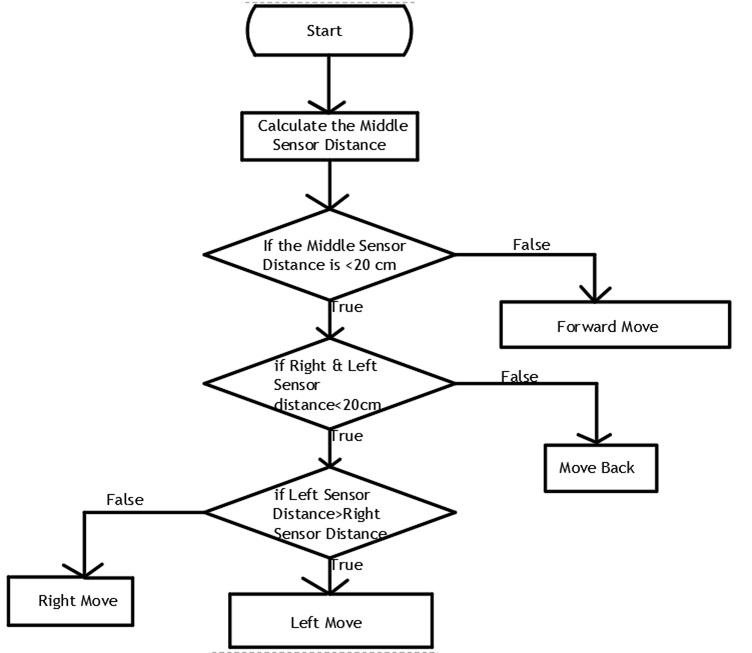 Start
Calculate the Middle
Sensor Distance
If the Middle Sensor
Distance is <20 cm
False
True
Forward Move
if Right & Left
Sensor
distance<20cm
False
True
Move Back
if Left Sensor
Distance>Right
Sensor Distance
False
True
Right Move
Left Move